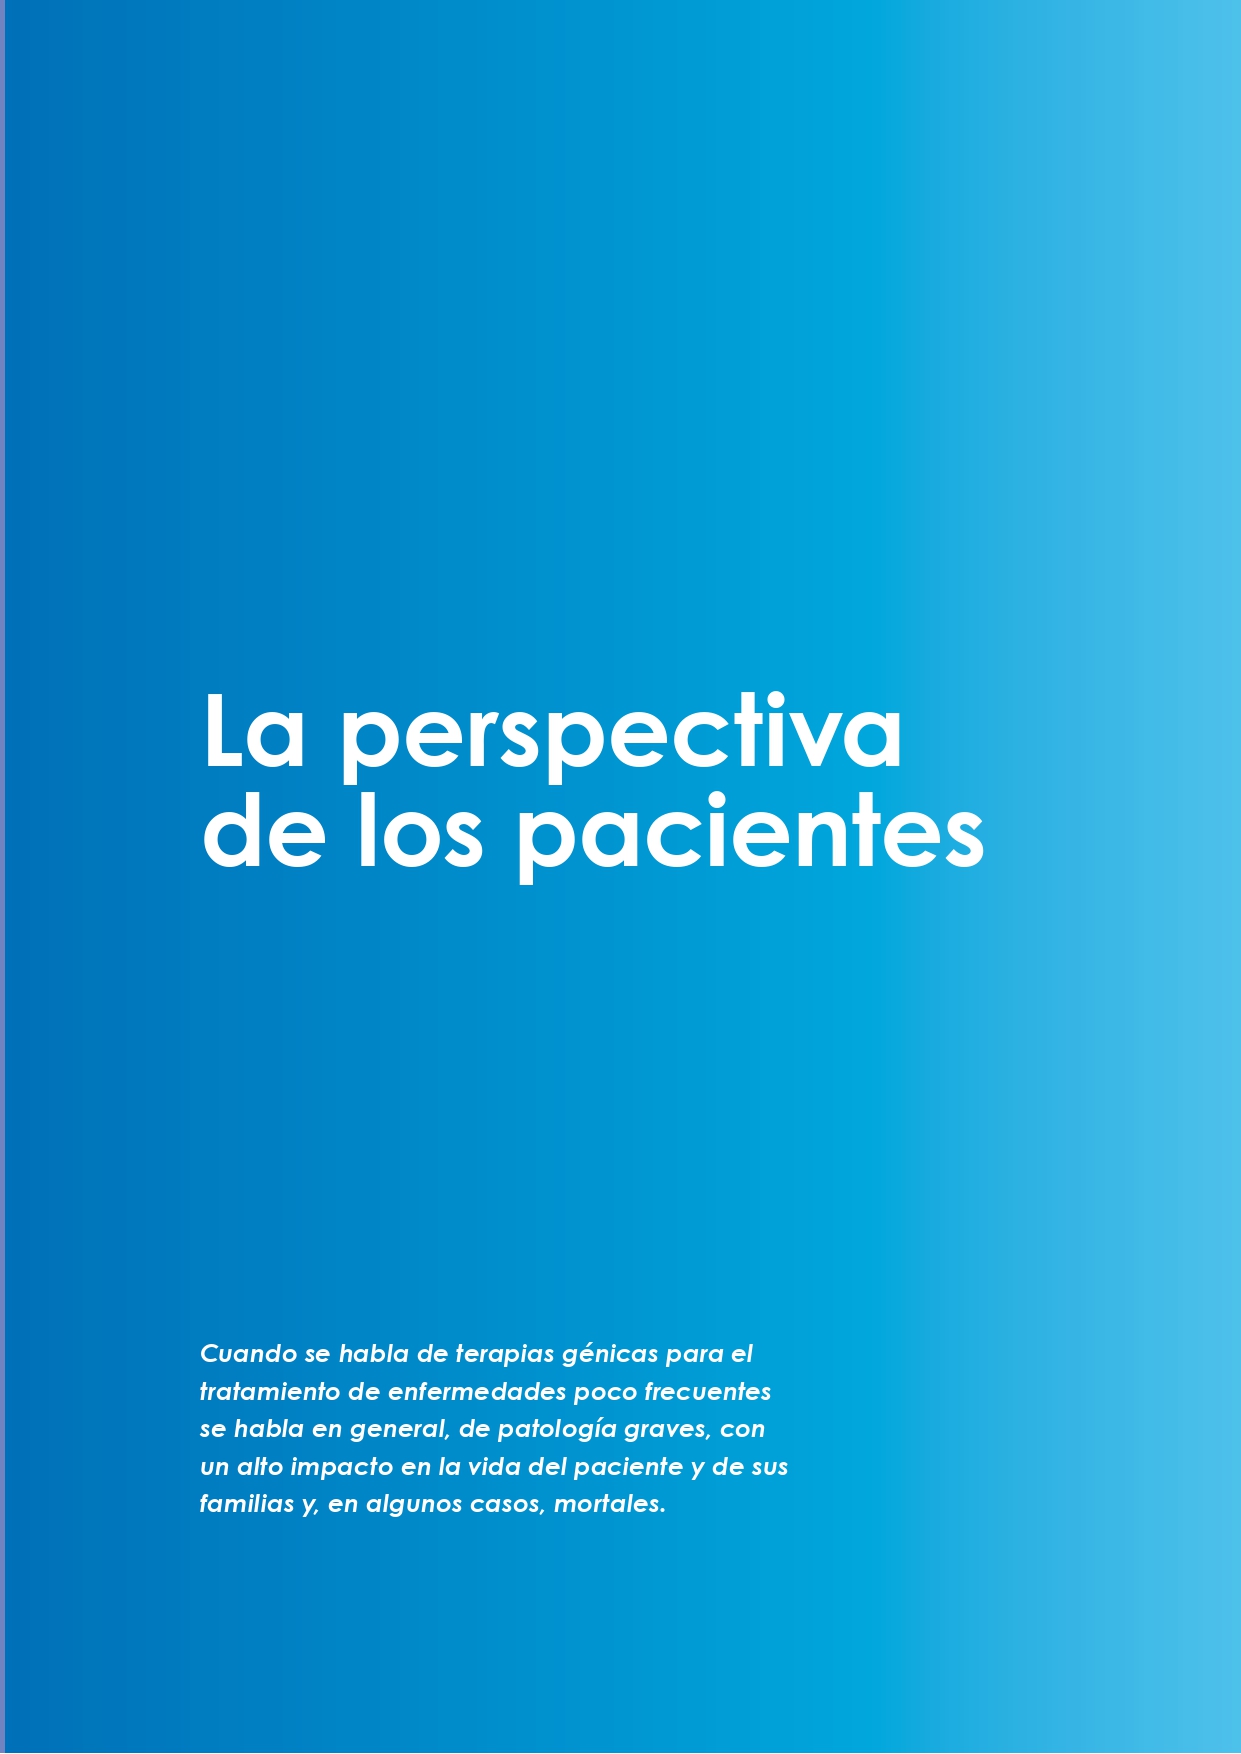 La perspectiva
de los pacientes
Cuando se habla de terapias génicas para el
tratamiento de enfermedades poco frecuentes
se habla en general, de patología graves, con
un alto impacto en la vida del paciente y de sus
familias y, en algunos casos, mortales.